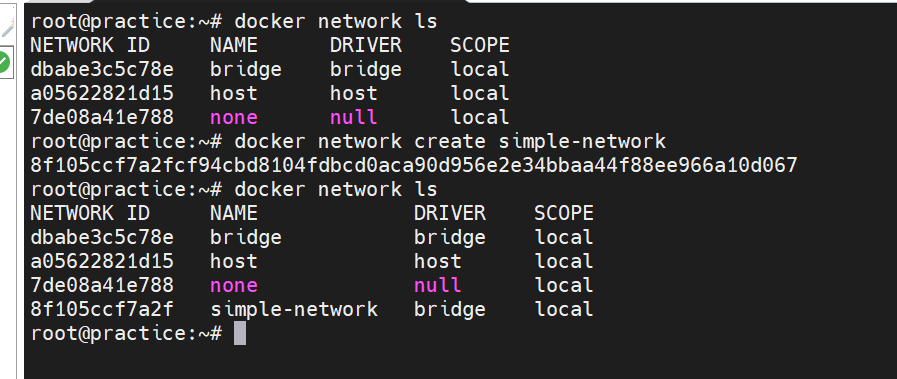 root@practice:~# docker network ls
NETWORK ID     NAME      DRIVER    SCOPE
dbabe3c5c78e   bridge    bridge    local
a05622821d15   host      host      local
7de08a41e788   none      null      local
root@practice:~# docker network create simple-network
8f105ccf7a2fcf94cbd8104fdbcd0aca90d956e2e34bbaa44f88ee966a10d067
root@practice:~# docker network ls
NETWORK ID     NAME             DRIVER    SCOPE
dbabe3c5c78e   bridge           bridge    local
a05622821d15   host             host      local
7de08a41e788   none             null      local
8f105ccf7a2f   simple-network   bridge    local
root@practice:~#